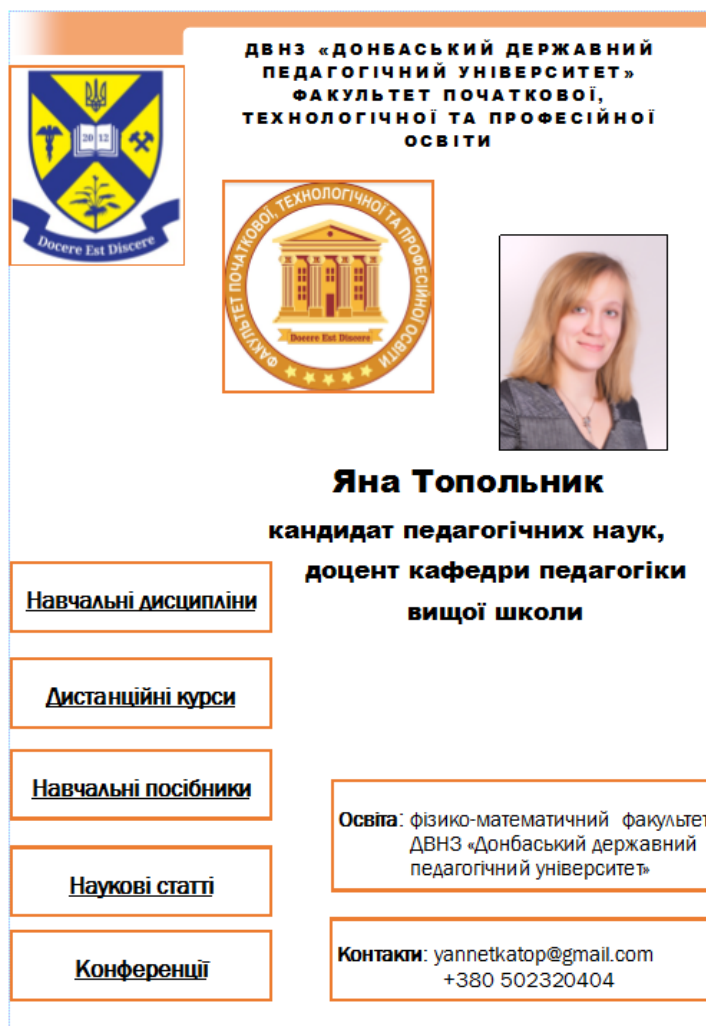 ДВНЗ «ДОНБАСЬКИЙ ДЕРЖАВНИЙ
ПЕДАГОГІЧНИЙ УНІВЕРСИТЕТ»
ФАКУЛЬТЕТ ПОЧАТКОВОЇ,
ТЕХНОЛОГІЧНОЇ ТА ПРОФЕСІЙНОЇ
ОСВІТИ
20 12
Docere Est Discere
ФАКУЛЬТЕТ ПОЧАТКОВОЇ, ТЕХНОЛОГІЧНОЇ ТА ПРОФЕСІЙНОЇ ОСВІТИ
Docere Est Discere
Яна Топольник
кандидат педагогічних наук,
доцент кафедри педагогіки
вищої школи
Навчальні дисципліни
Дистанційні курси
Навчальні посібники
Наукові статті
Конференції
Освіта: фізико-математичний факультет
ДВНЗ «Донбаський державний
педагогічний університет»
Контакти: yannetkatop@gmail.com
+380 502320404